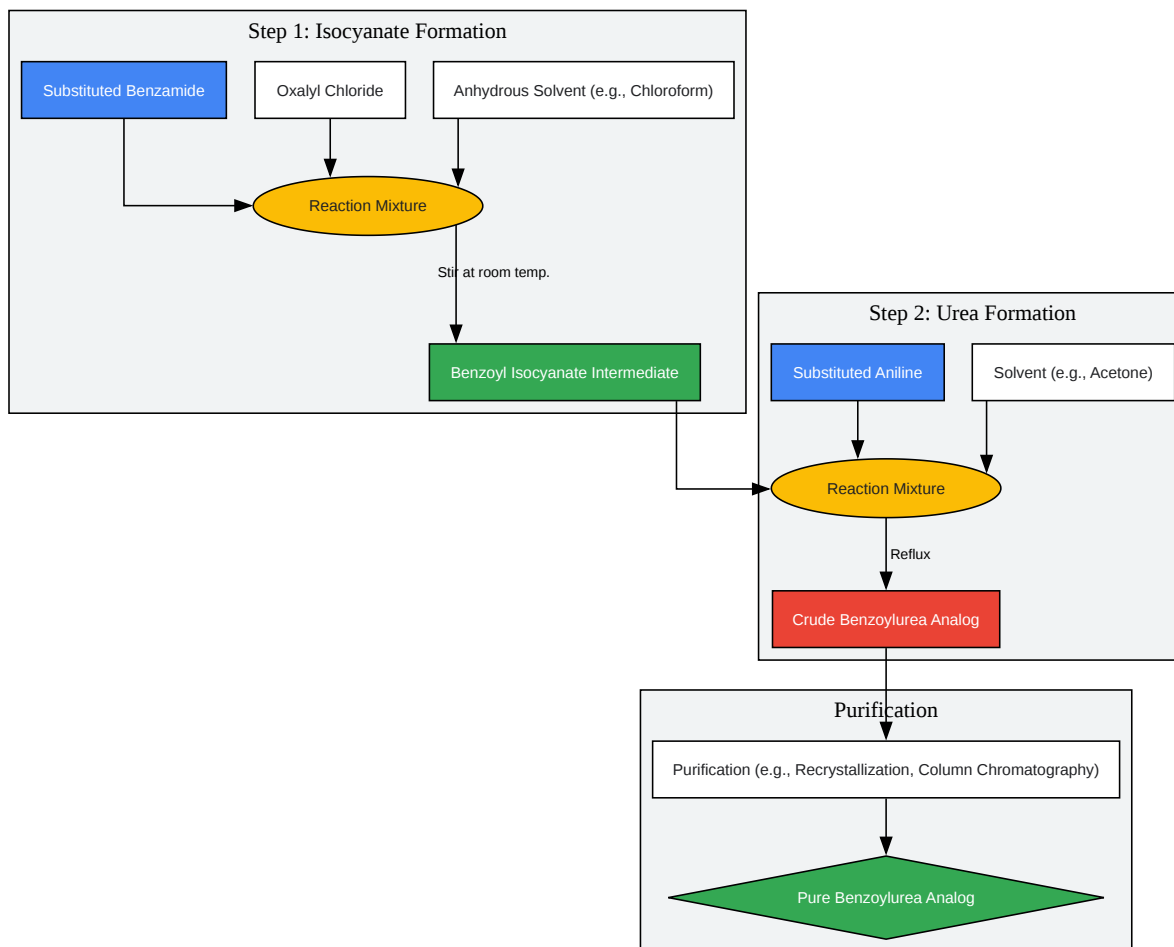 Step 1: Isocyanate Formation
Substituted Benzamide
Oxalyl Chloride
Anhydrous Solvent (e.g., Chloroform)
Reaction Mixture
Stir at room temp.
Benzoyl Isocyanate Intermediate
Step 2: Urea Formation
Substituted Aniline
Solvent (e.g., Acetone)
Reaction Mixture
Reflux
Crude Benzoylurea Analog
Purification
Purification (e.g., Recrystallization, Column Chromatography)
Pure Benzoylurea Analog